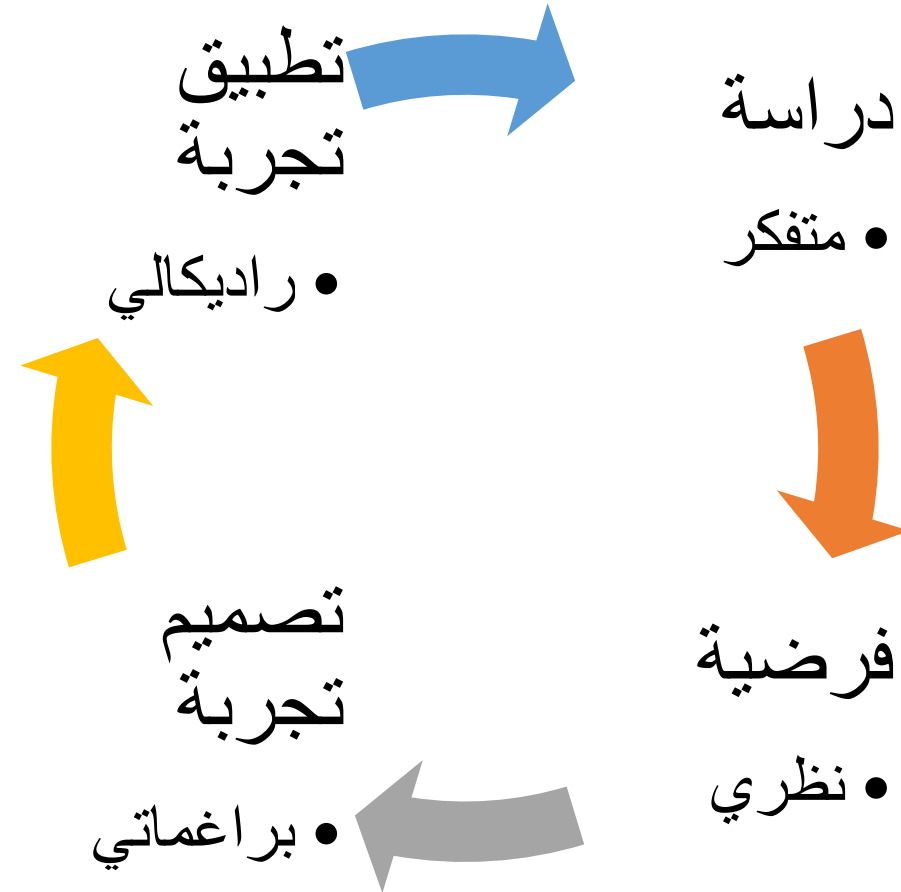 دراسة
• متفكر
فرضية
• نظري
تصميم
تجربة
• براغماتي
تطبيق
تجربة
• راديكالي